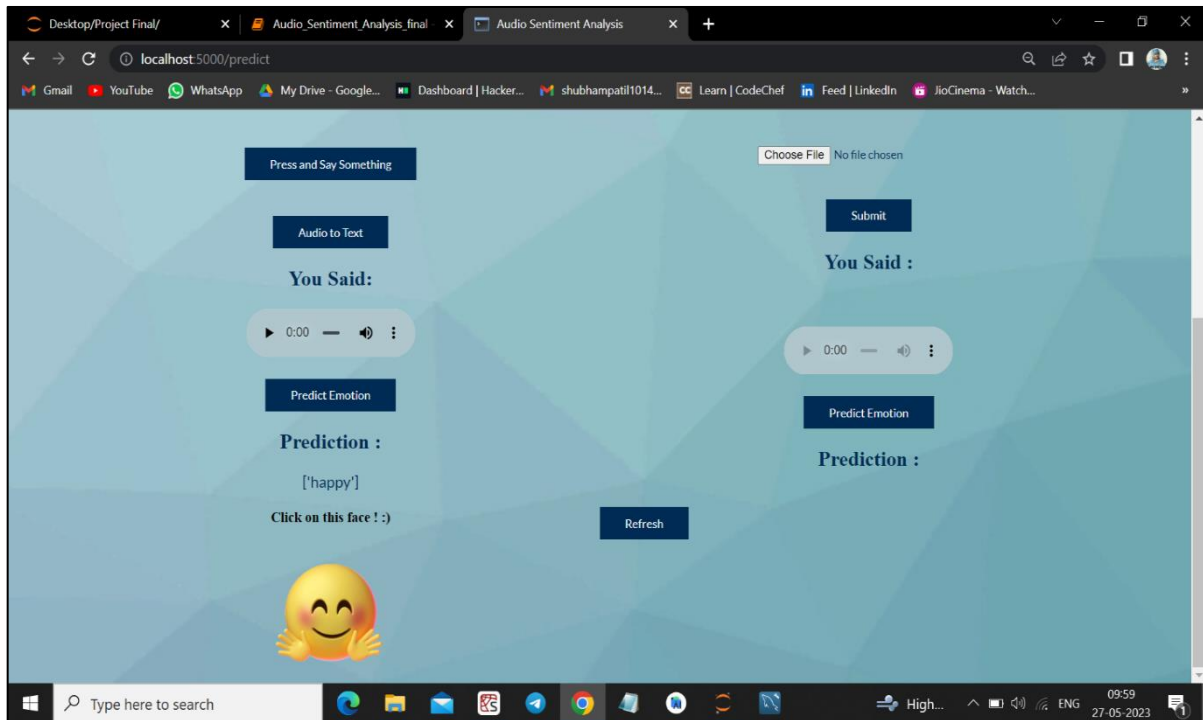 Desktop/Project Final/
Audio_Sentiment_Analysis_final -
Audio Sentiment Analysis
localhost:5000/predict
Gmail YouTube WhatsApp My Drive - Google... Dashboard | Hacker... shubhampatil1014... Learn | CodeChef Feed | LinkedIn JioCinema - Watch... »
Press and Say Something
Audio to Text
You Said:
0:00
Predict Emotion
Prediction :
['happy']
Click on this face ! :)
Choose File No file chosen
Submit
You Said :
0:00
Predict Emotion
Prediction :
Refresh
Type here to search
High...
ENG
09:59
27-05-2023
1